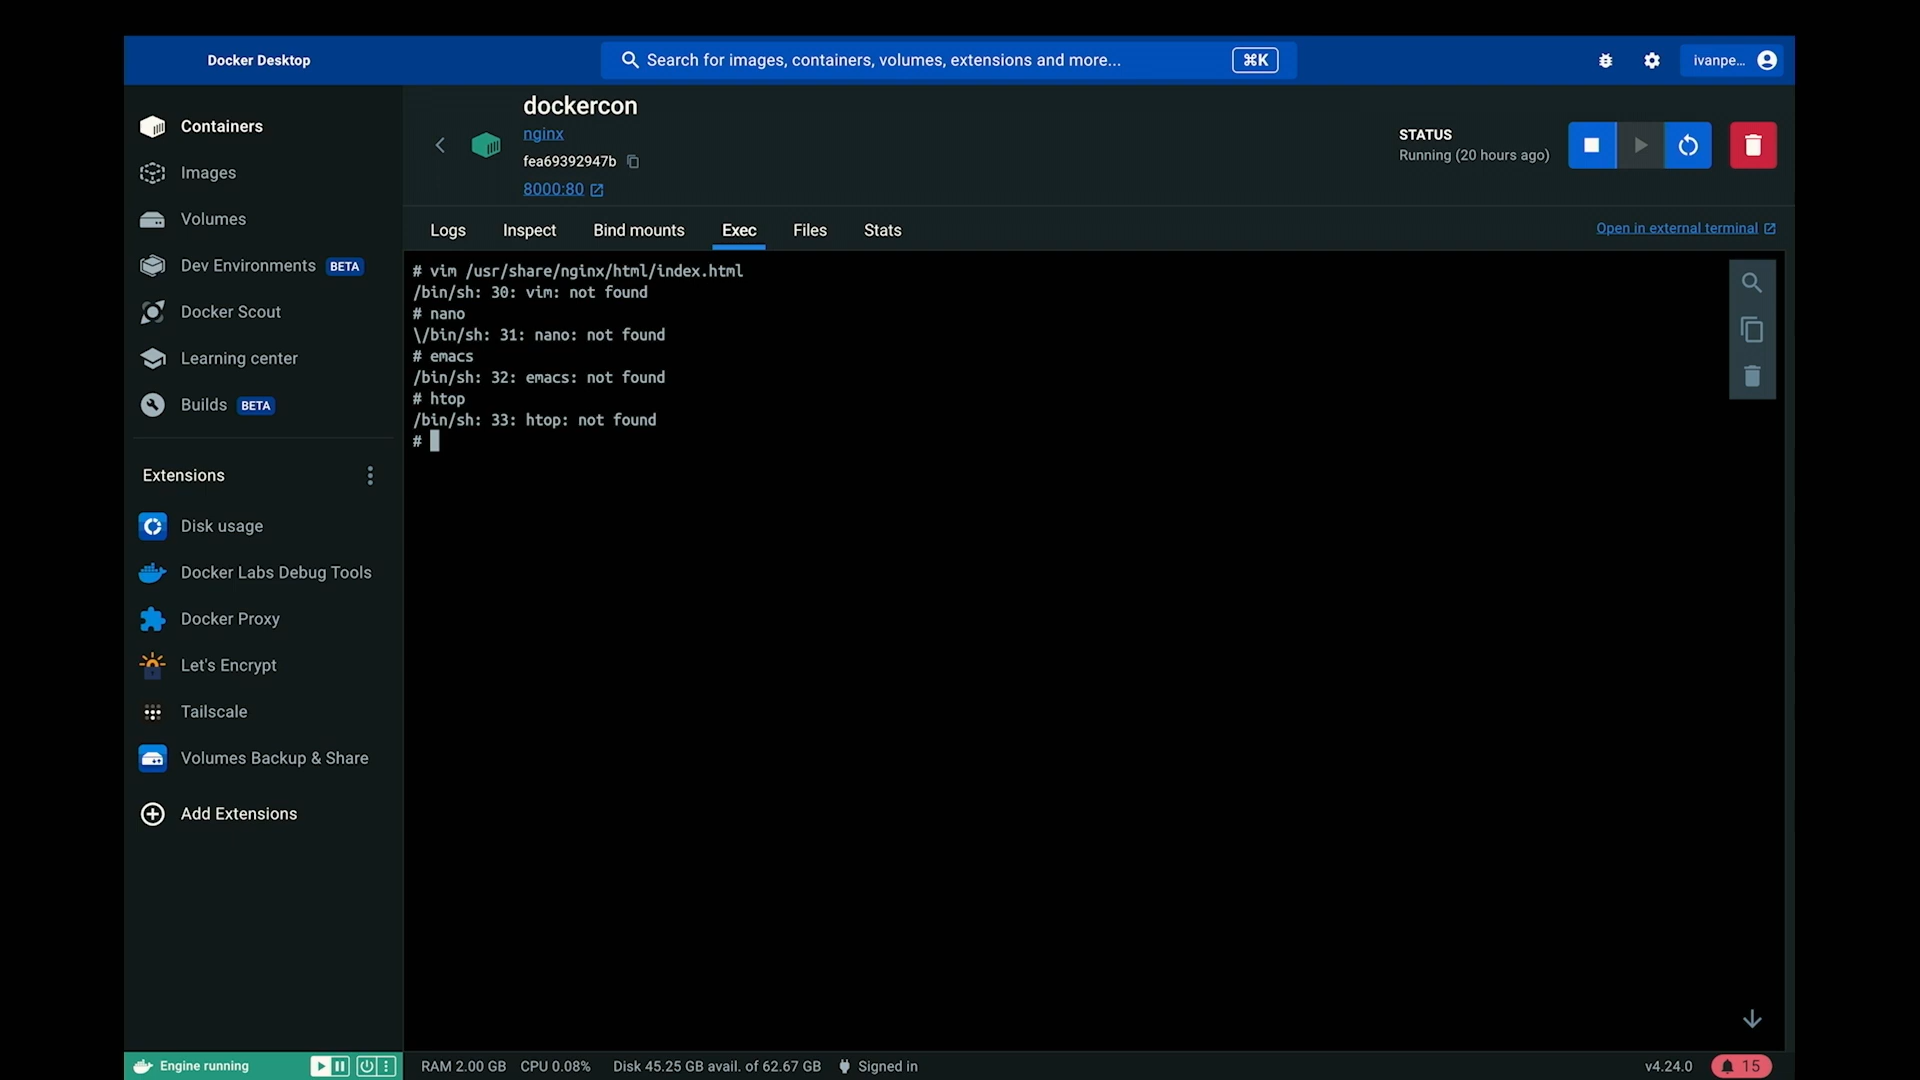 Docker Desktop
Search for images, containers, volumes, extensions and more...
⌘K
ivanpe...
Containers
Images
Volumes
Dev Environments BETA
Docker Scout
Learning center
Builds BETA
Extensions
Disk usage
Docker Labs Debug Tools
Docker Proxy
Let's Encrypt
Tailscale
Volumes Backup & Share
Add Extensions
dockercon
nginx
fea69392947b
8000:80
STATUS
Running (20 hours ago)
Logs Inspect Bind mounts Exec Files Stats
Open in external terminal
# vim /usr/share/nginx/html/index.html
/bin/sh: 30: vim: not found
# nano
\/bin/sh: 31: nano: not found
# emacs
/bin/sh: 32: emacs: not found
# htop
/bin/sh: 33: htop: not found
#
Engine running
RAM 2.00 GB CPU 0.08% Disk 45.25 GB avail. of 62.67 GB Signed in
v4.24.0
15